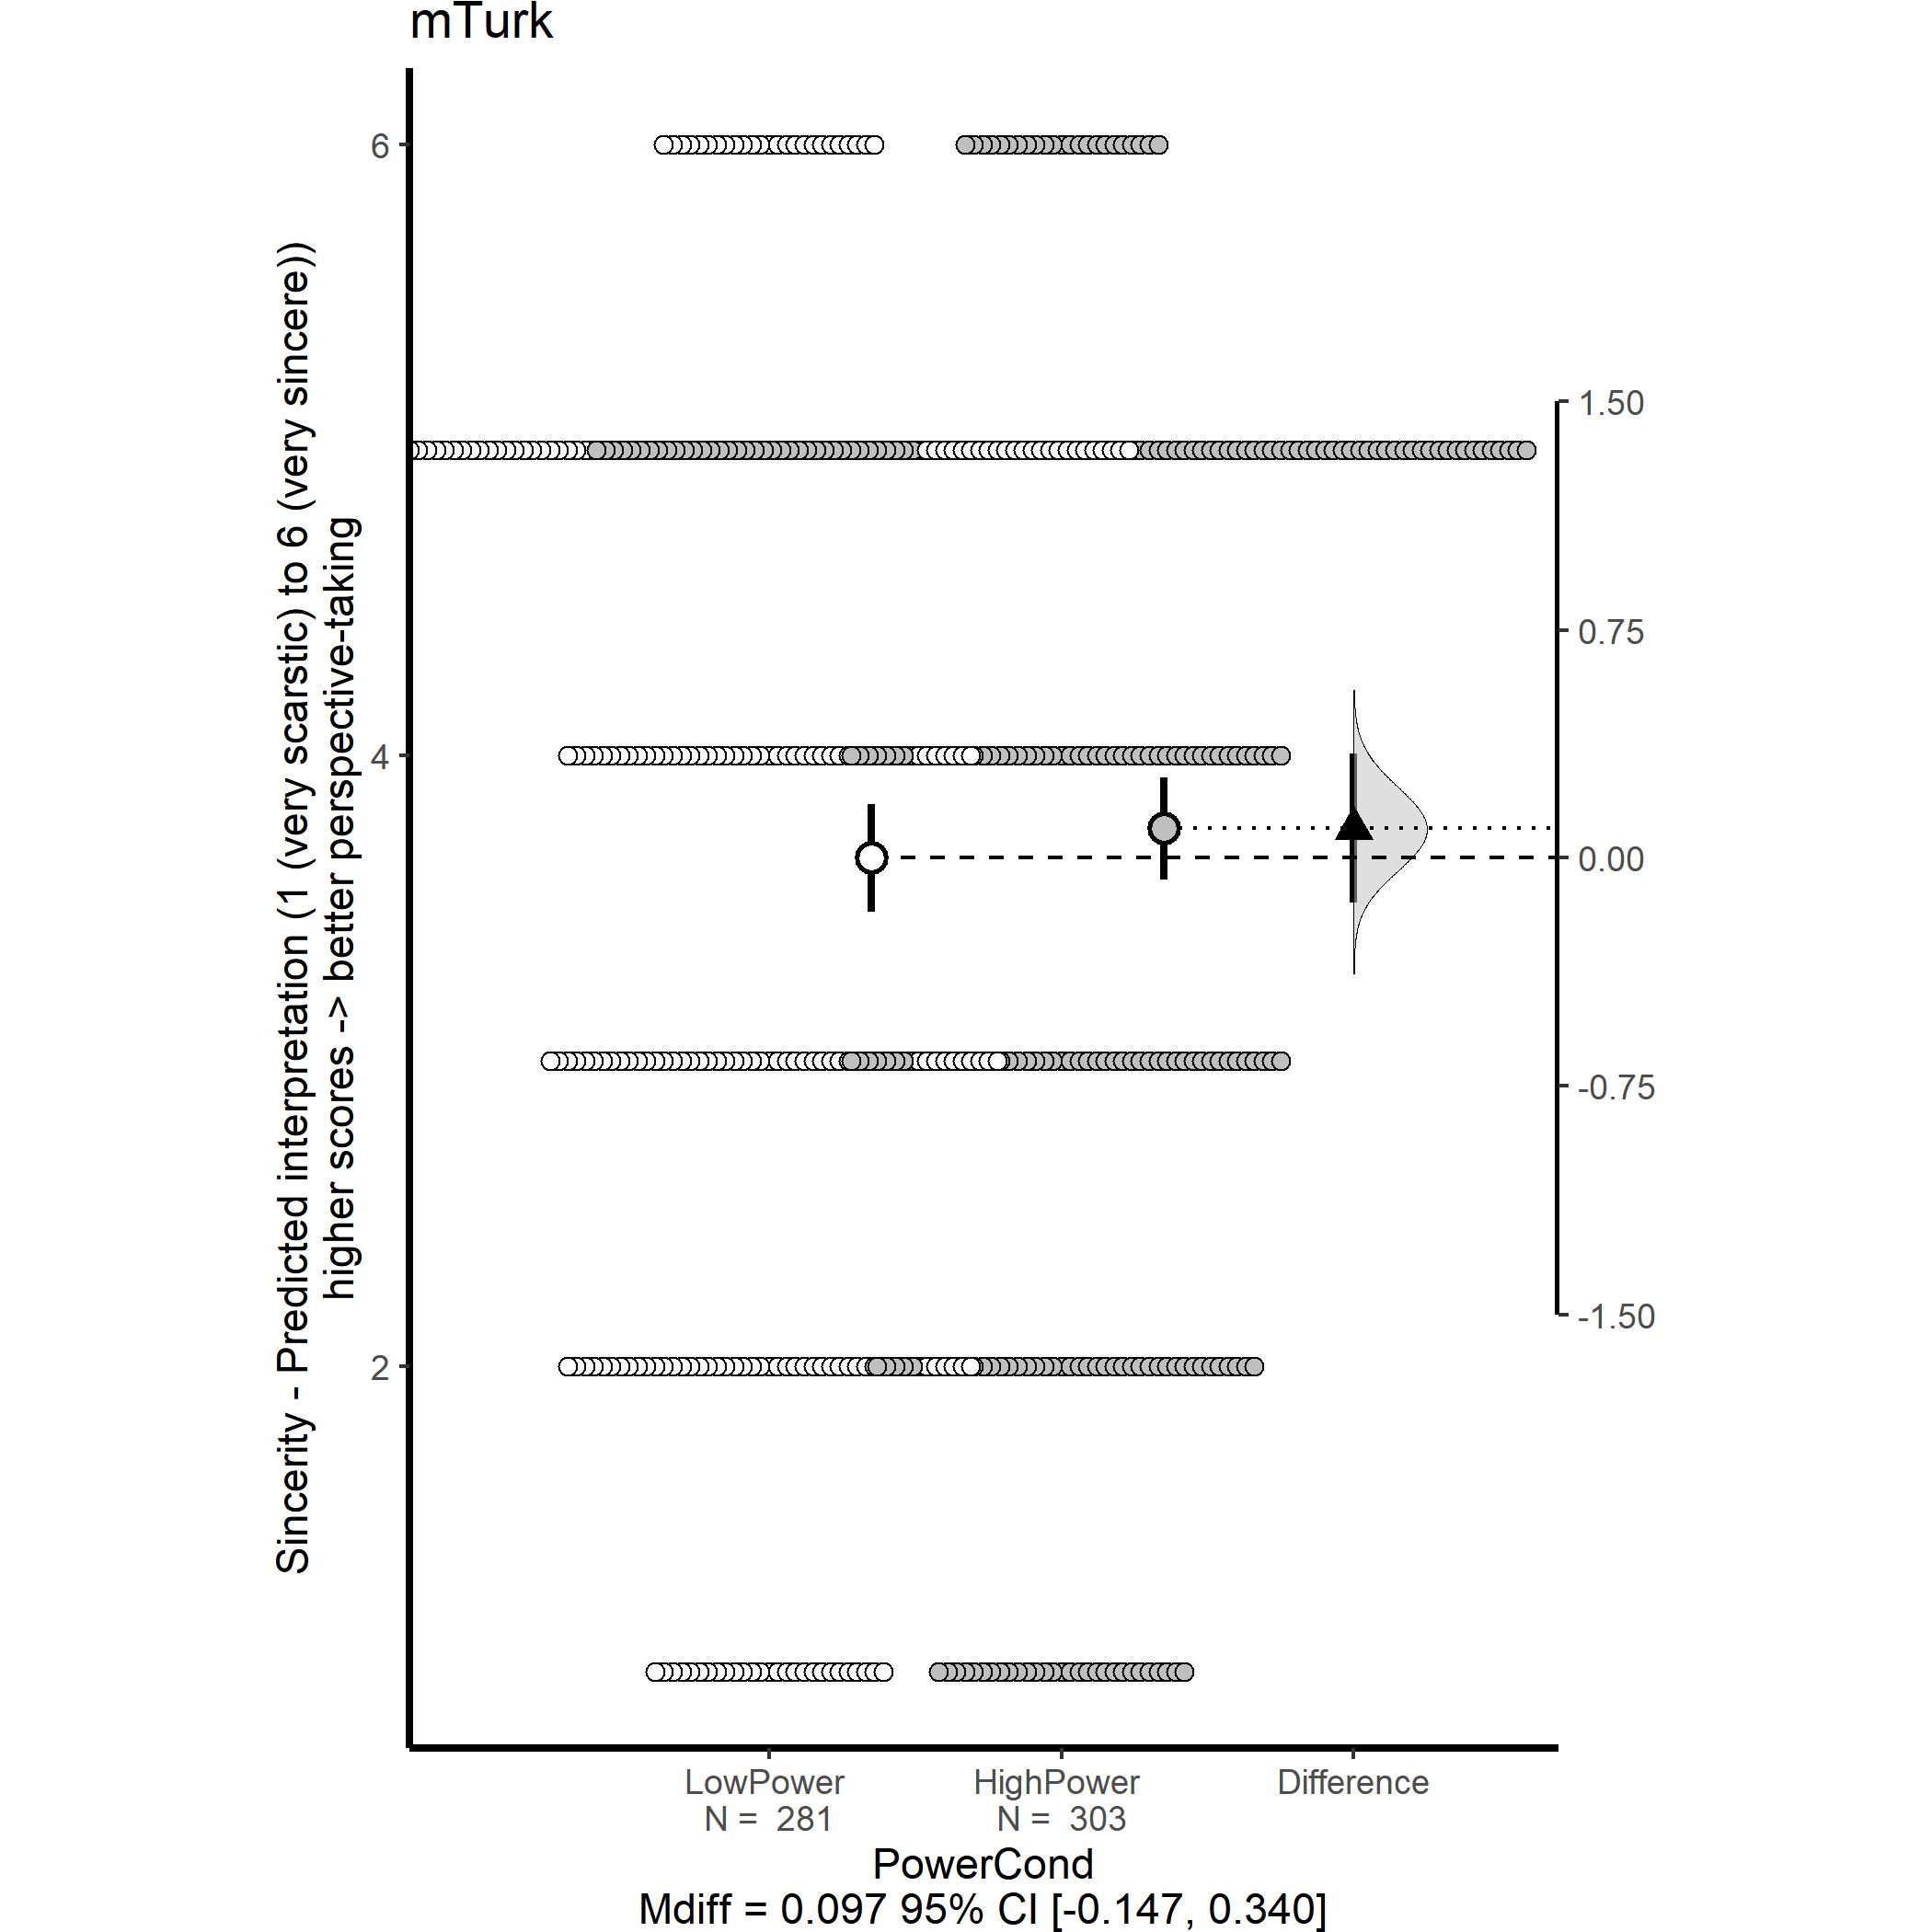 mTurk
Sincerity - Predicted interpretation (1 (very scarstic) to 6 (very sincere))
higher scores -> better perspective-taking
6
4
2
1.50
0.75
0.00
-0.75
-1.50
LowPower
N =  281
HighPower
N =  303
Difference
PowerCond
Mdiff = 0.097 95% CI [-0.147, 0.340]